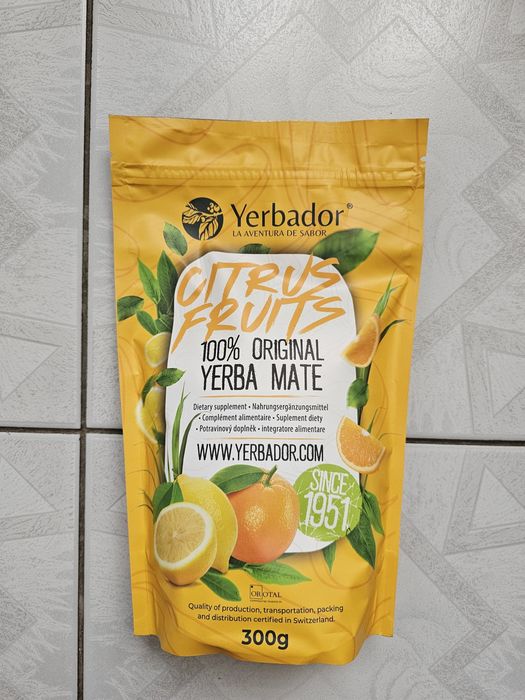 Yerbador®
LA AVENTURA DE SABOR
CITRUS
FRUITS
100% ORIGINAL
YERBA MATE
Dietary supplement • Nahrungsergänzungsmittel
• Complément alimentaire • Suplement diety
• Potravinový doplněk • integratore alimentare
WWW.YERBADOR.COM
SINCE
1951
Quality of production, transportation, packing
and distribution certified in Switzerland.
300g